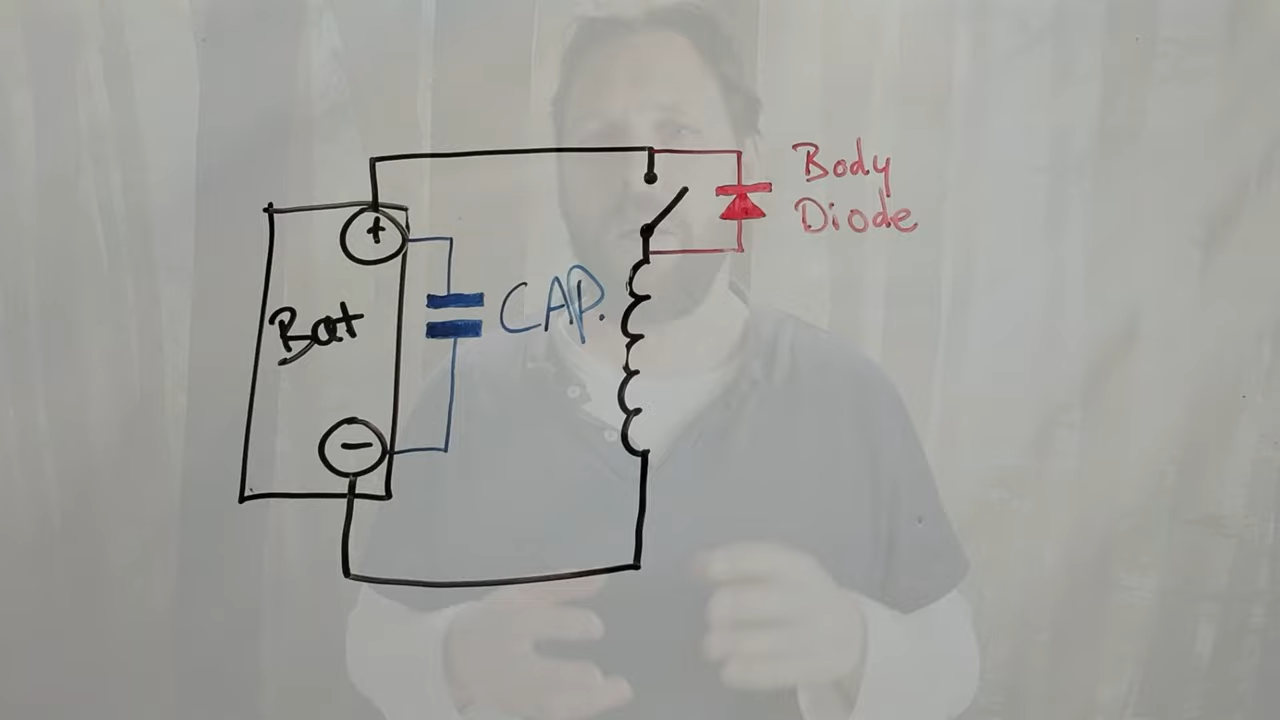 +
Bat
-
CAP.
Body
Diode